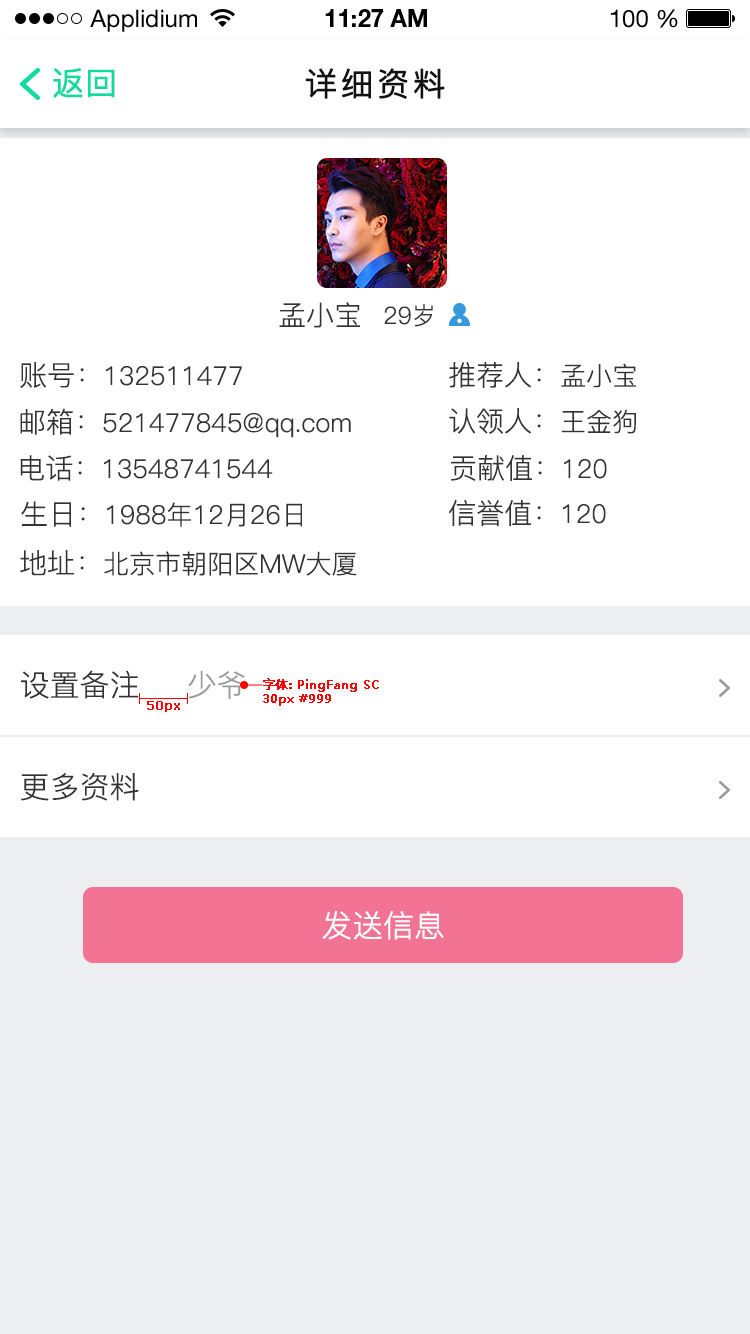 Applidium 11:27 AM 100 %
返回 详细资料
孟小宝 29岁
账号：132511477 推荐人：孟小宝
邮箱：521477845@qq.com 认领人：王金狗
电话：13548741544 贡献值：120
生日：1988年12月26日 信誉值：120
地址：北京市朝阳区MW大厦
设置备注 少爷 字体: PingFang SC
50px 30px #999
更多资料
发送信息